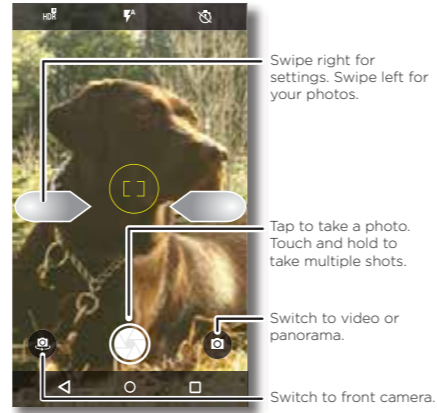 HDR
A
Swipe right for
settings. Swipe left for
your photos.
Tap to take a photo.
Touch and hold to
take multiple shots.
Switch to video or
panorama.
Switch to front camera.